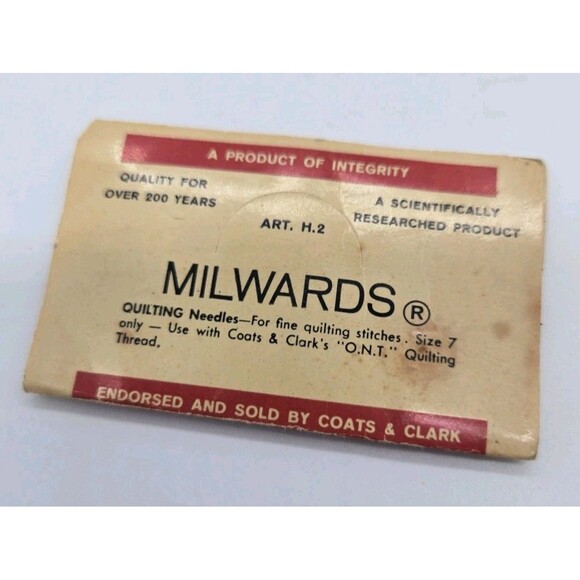 A PRODUCT OF INTEGRITY
QUALITY FOR
OVER 200 YEARS
A SCIENTIFICALLY
RESEARCHED PRODUCT
ART. H.2
MILWARDS ®
QUILTING Needles—For fine quilting stitches. Size 7
only — Use with Coats & Clark's "O.N.T." Quilting
Thread.
ENDORSED AND SOLD BY COATS & CLARK